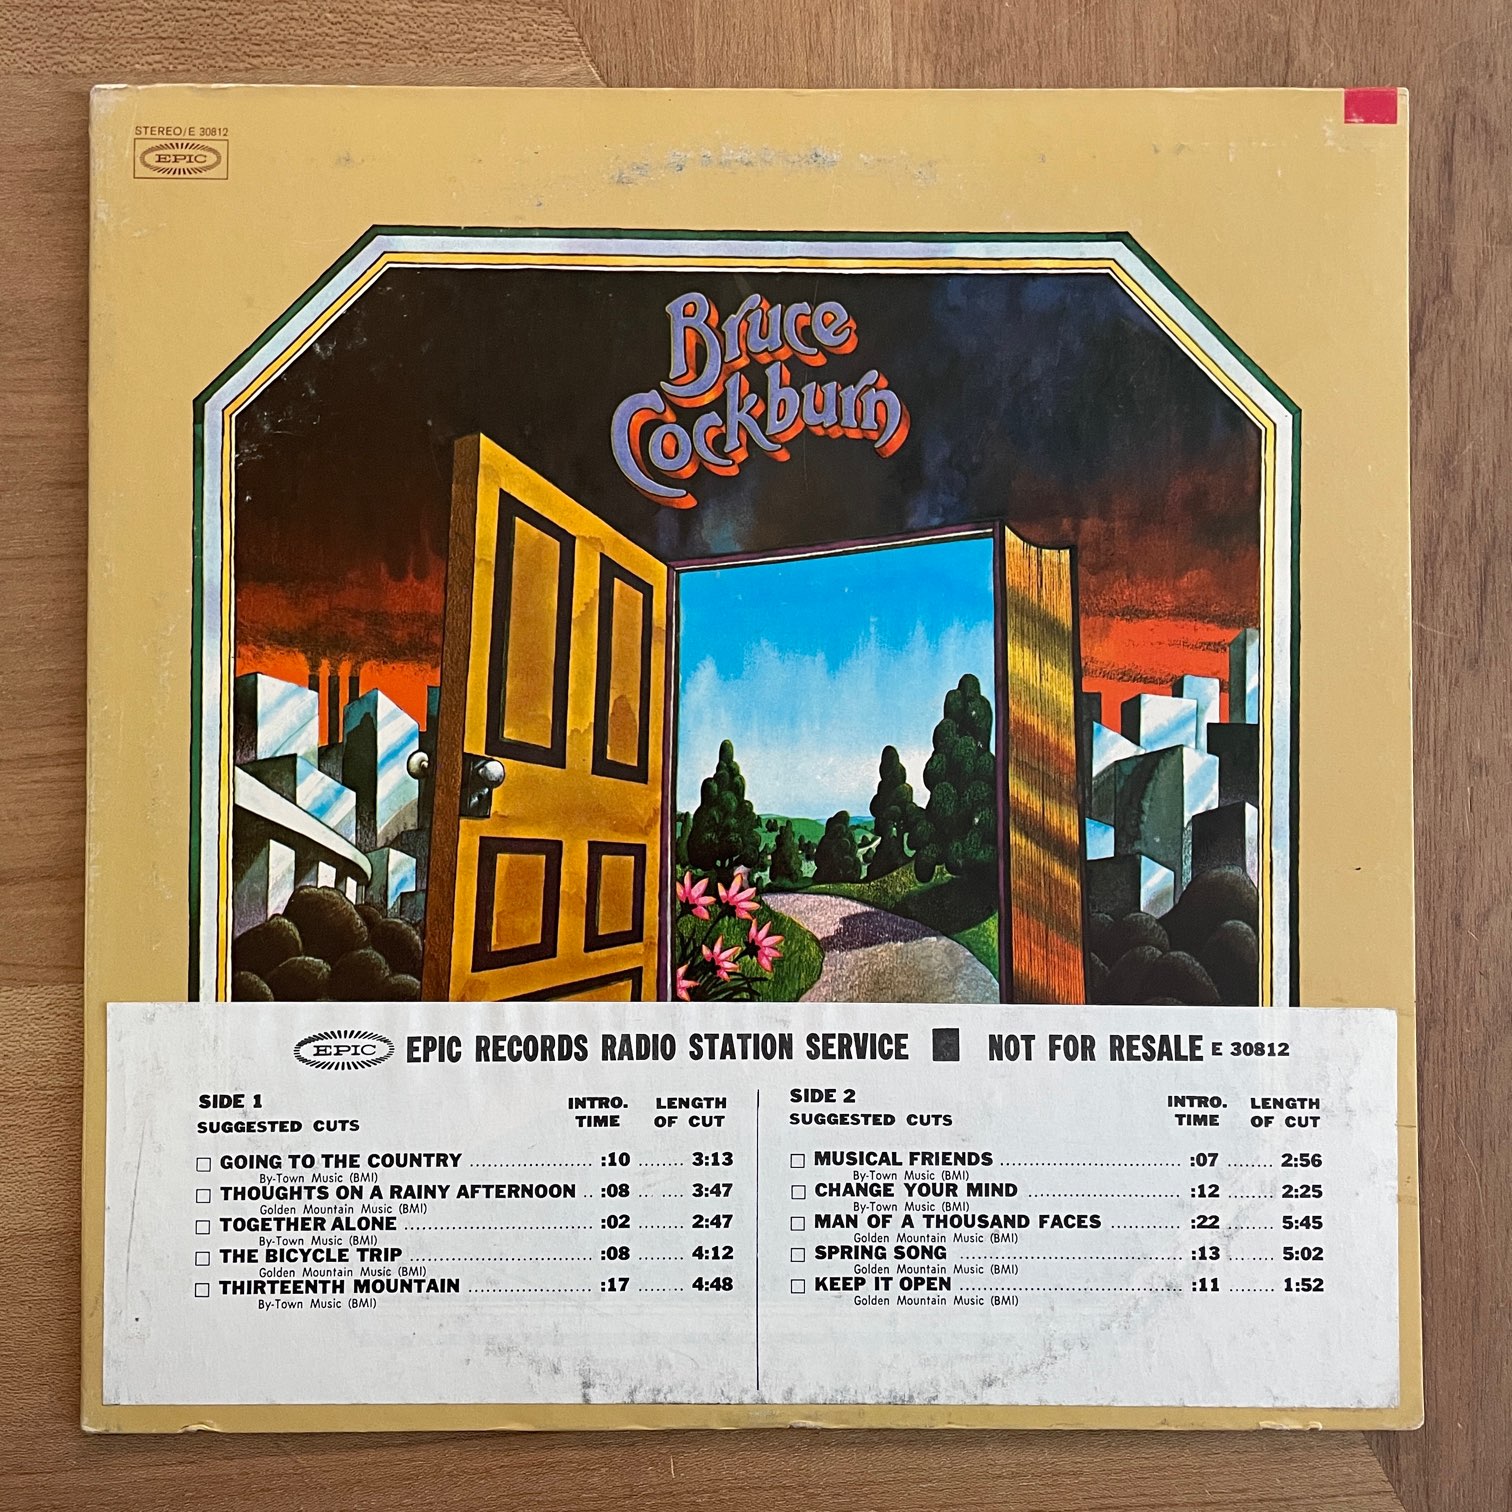 STEREO/E 30812
EPIC
Bruce
Cockburn
EPIC EPIC RECORDS RADIO STATION SERVICE ■ NOT FOR RESALE E 30812
SIDE 1 INTRO. LENGTH
SUGGESTED CUTS TIME OF CUT
GOING TO THE COUNTRY :10 3:13
By-Town Music (BMI)
THOUGHTS ON A RAINY AFTERNOON :08 3:47
Golden Mountain Music (BMI)
TOGETHER ALONE :02 2:47
By-Town Music (BMI)
THE BICYCLE TRIP :08 4:12
Golden Mountain Music (BMI)
THIRTEENTH MOUNTAIN :17 4:48
By-Town Music (BMI)
SIDE 2 INTRO. LENGTH
SUGGESTED CUTS TIME OF CUT
MUSICAL FRIENDS :07 2:56
By-Town Music (BMI)
CHANGE YOUR MIND :12 2:25
By-Town Music (BMI)
MAN OF A THOUSAND FACES :22 5:45
Golden Mountain Music (BMI)
SPRING SONG :13 5:02
Golden Mountain Music (BMI)
KEEP IT OPEN :11 1:52
Golden Mountain Music (BMI)